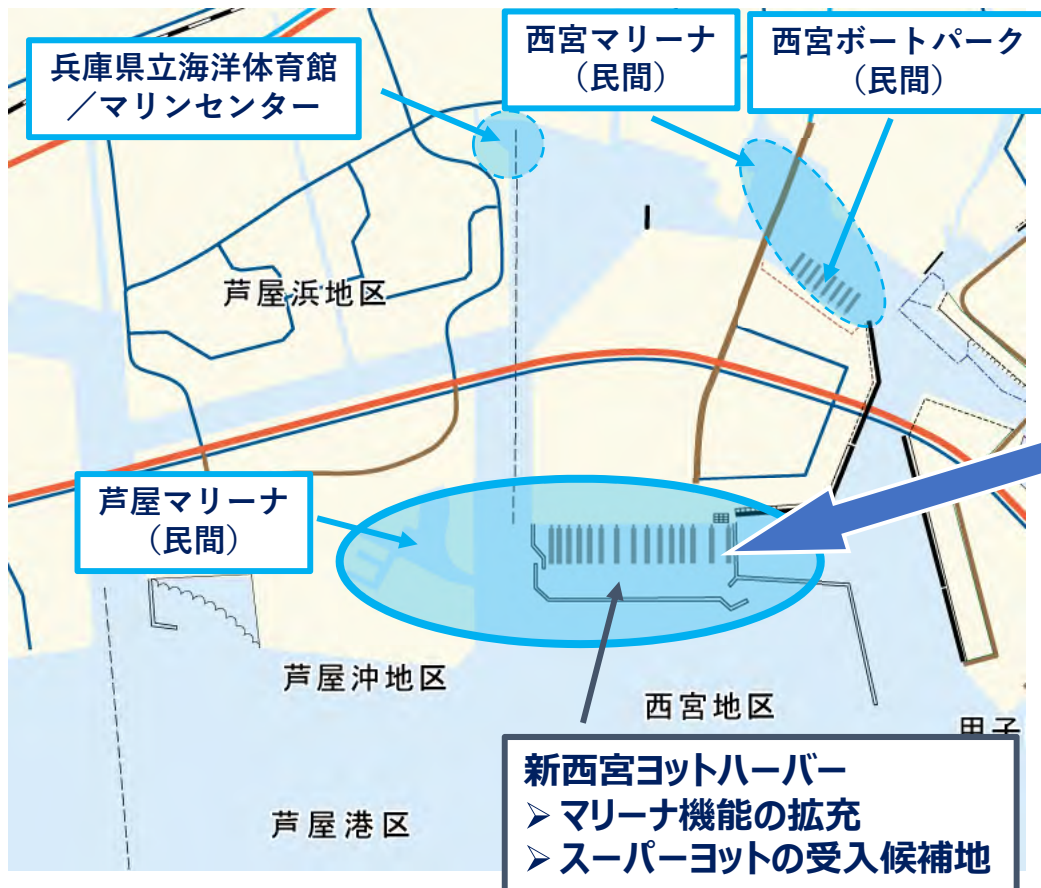 兵庫県立海洋体育館
／マリンセンター
西宮マリーナ
（民間）
西宮ボートパーク
（民間）
芦屋浜地区
芦屋マリーナ
（民間）
芦屋沖地区
西宮地区
甲子
芦屋港区
新西宮ヨットハーバー
➢ マリーナ機能の拡充
➢ スーパーヨットの受入候補地